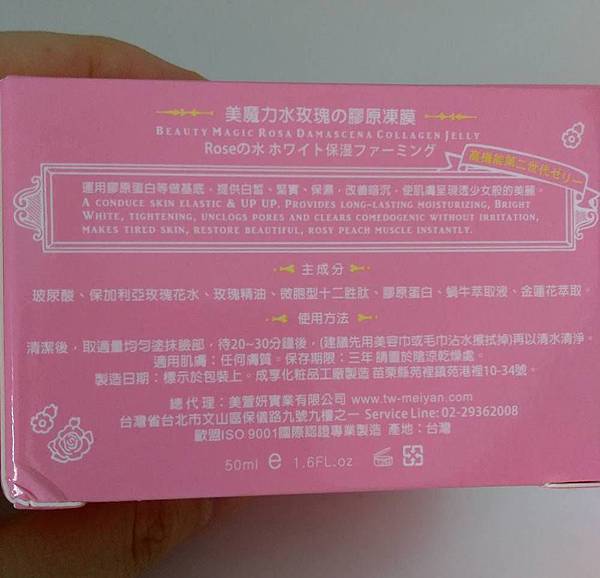 美魔力水玫瑰の膠原凍膜
BEAUTY MAGIC ROSA DAMASCENA COLLAGEN JELLY
Roseの水 ホワイト保湿ファーミング
高機能第二世代ゼリー
運用膠原蛋白等做基底,提供白皙、緊實、保濕,改善暗沉,使肌膚呈現透少女般的美麗。
A CONDUCE SKIN ELASTIC & UP UP. PROVIDES LONG-LASTING MOISTURIZING, BRIGHT
WHITE, TIGHTENING, UNCLOGS PORES AND CLEARS COMEDOGENIC WITHOUT IRRITATION,
MAKES TIRED SKIN, RESTORE BEAUTIFUL, ROSY PEACH MUSCLE INSTANTLY.
主成分
玻尿酸、保加利亞玫瑰花水、玫瑰精油、微脃型十二胜肽、膠原蛋白、蝸牛萃取液、金蓮花萃取。
使用方法
清潔後,取適量均勻塗抹臉部,待20~30分鐘後,(建議先用美容巾或毛巾沾水擦拭掉)再以清水清淨。
適用肌膚:任何膚質。保存期限:三年 請置於陰涼乾燥處。
製造日期:標示於包裝上。成享化粧品工廠製造 苗栗縣苑裡鎮苑港裡10-34號。
總代理:美萱妍實業有限公司 www.tw-meiyan.com
台灣省台北市文山區保儀路九號九樓之一 Service Line: 02-29362008
歐盟ISO 9001國際認證專業製造 產地:台灣
50ml e 1.6FL.oz